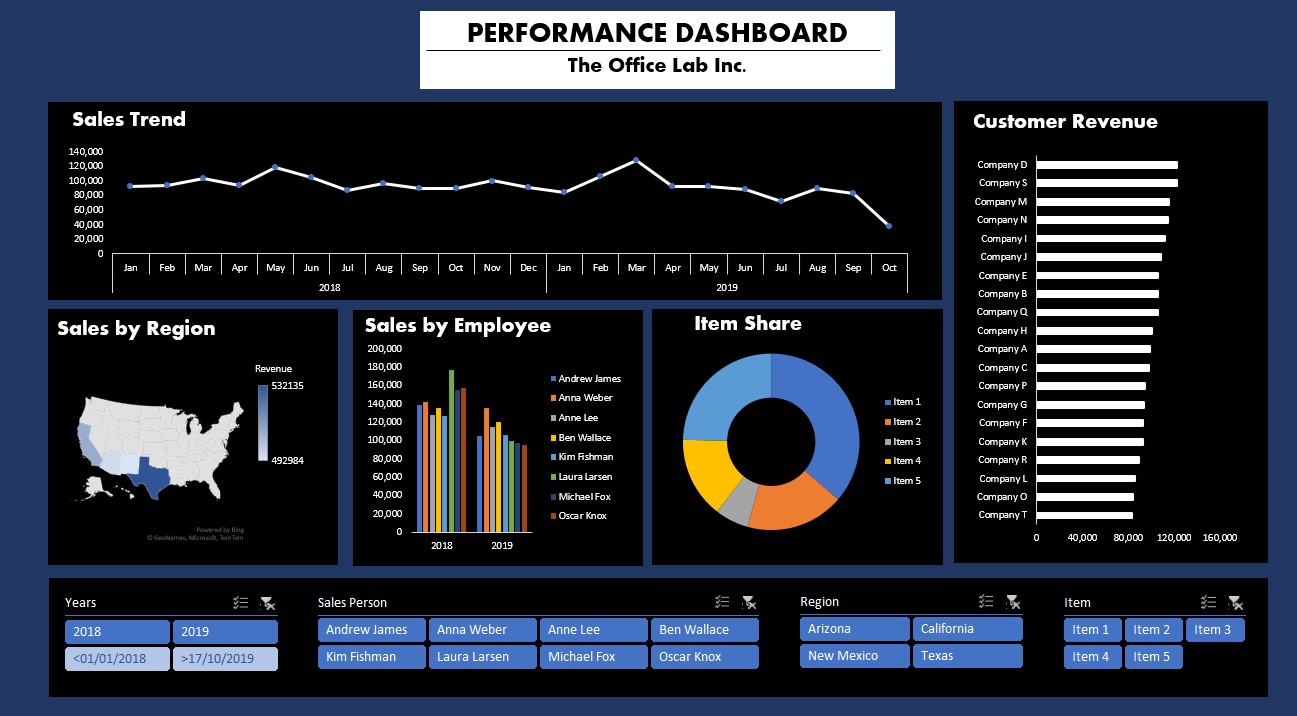 PERFORMANCE DASHBOARD
The Office Lab Inc.
Sales Trend
140,000
120,000
100,000
80,000
60,000
40,000
20,000
0
Jan Feb Mar Apr May Jun Jul Aug Sep Oct Nov Dec Jan Feb Mar Apr May Jun Jul Aug Sep Oct
2018 2019
Customer Revenue
Company D
Company S
Company M
Company N
Company I
Company J
Company E
Company B
Company Q
Company H
Company A
Company C
Company P
Company G
Company F
Company K
Company R
Company L
Company O
Company T
0 40,000 80,000 120,000 160,000
Sales by Region
Revenue
532135
492984
Powered by Bing
© GeoNames, Microsoft, TomTom
Sales by Employee
200,000
180,000
160,000
140,000
120,000
100,000
80,000
60,000
40,000
20,000
0
2018 2019
Andrew James
Anna Weber
Anne Lee
Ben Wallace
Kim Fishman
Laura Larsen
Michael Fox
Oscar Knox
Item Share
Item 1
Item 2
Item 3
Item 4
Item 5
Years
2018 2019
<01/01/2018 >17/10/2019
Sales Person
Andrew James Anna Weber Anne Lee Ben Wallace
Kim Fishman Laura Larsen Michael Fox Oscar Knox
Region
Arizona California
New Mexico Texas
Item
Item 1 Item 2 Item 3
Item 4 Item 5